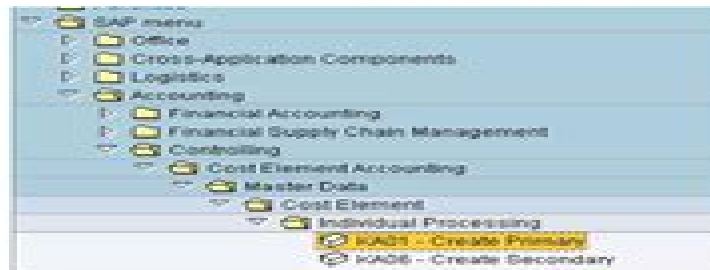 SAP menu
Office
Cross-Application Components
Logistics
Accounting
Financial Accounting
Financial Supply Chain Management
Controlling
Cost Element Accounting
Master Data
Cost Element
Individual Processing
KA01 - Create Primary
KA06 - Create Secondary